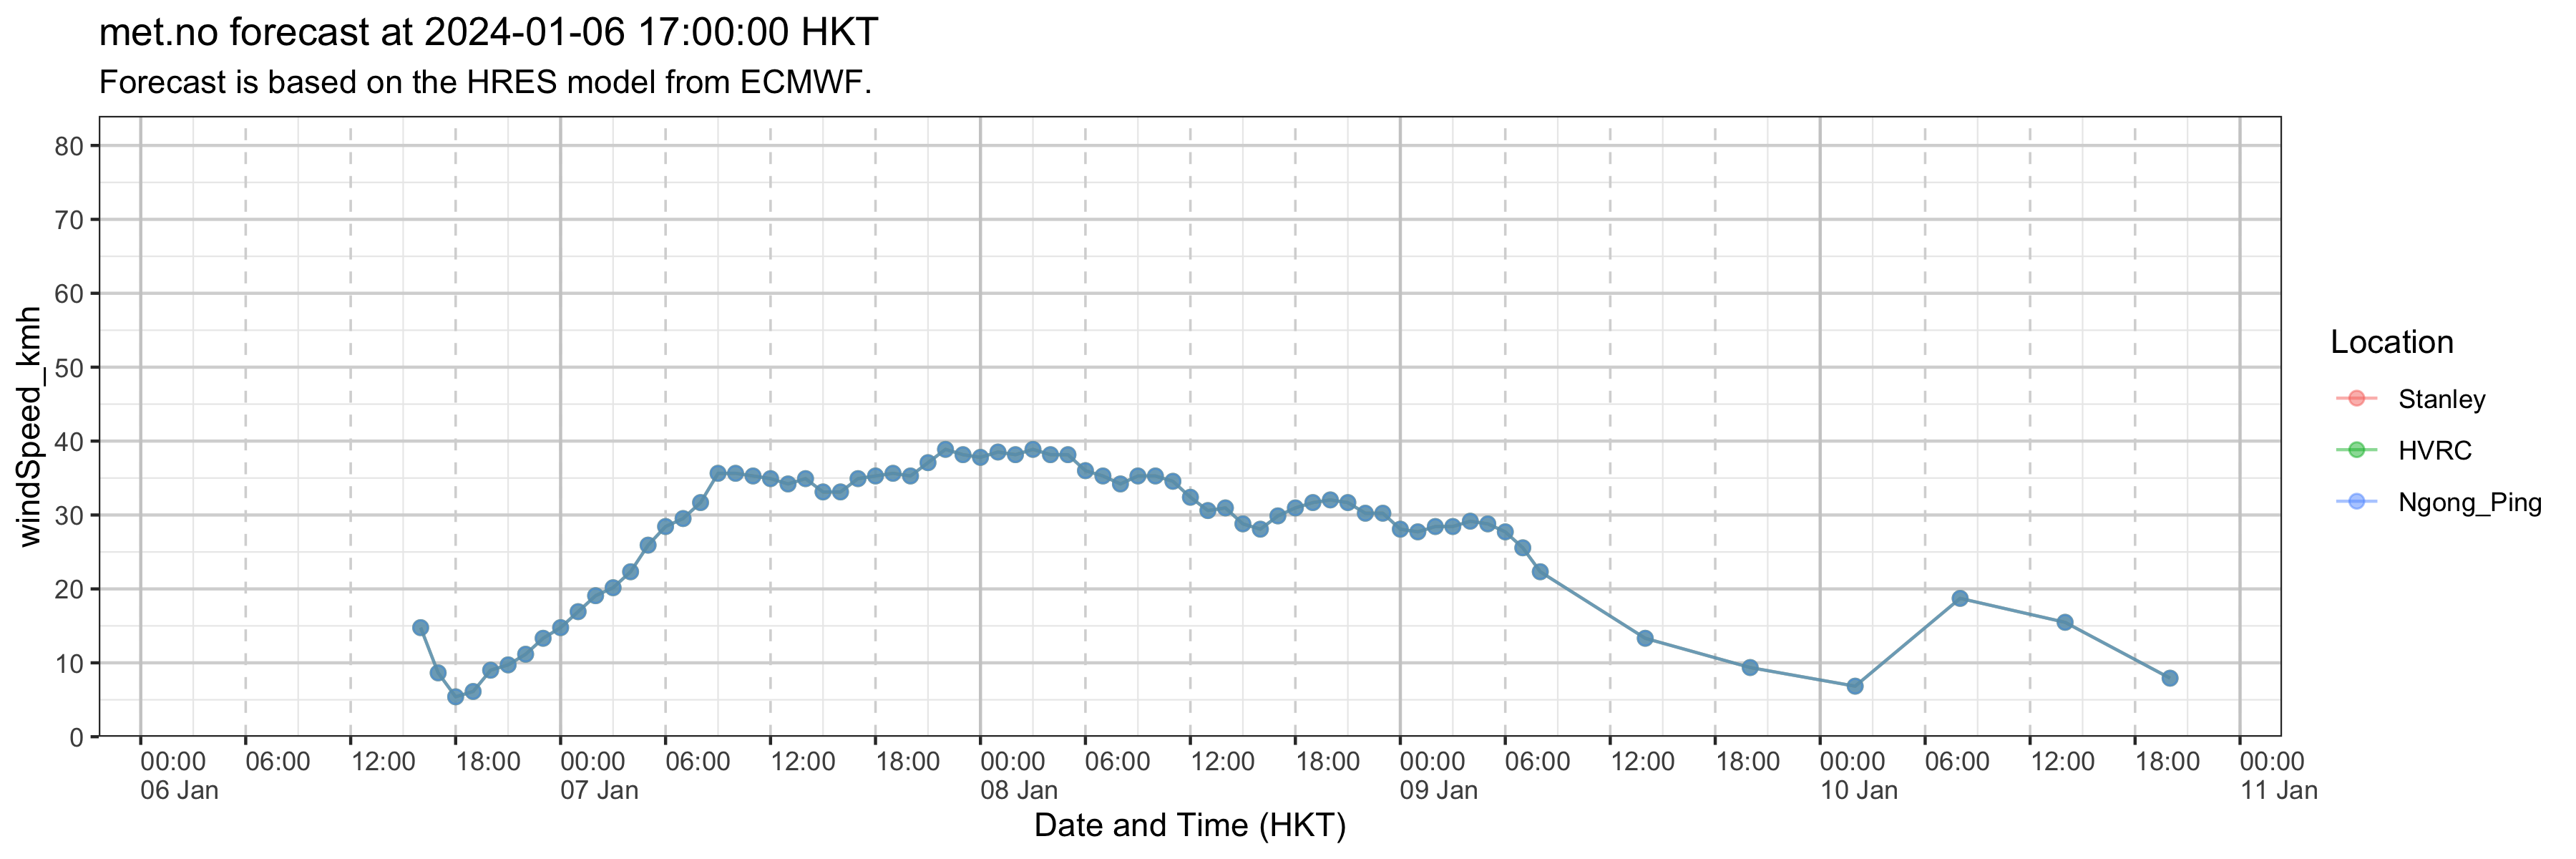 met.no forecast at 2024-01-06 17:00:00 HKT
Forecast is based on the HRES model from ECMWF.
windSpeed_kmh
80
70
60
50
40
30
20
10
0
00:00 06:00 12:00 18:00 00:00 06:00 12:00 18:00 00:00 06:00 12:00 18:00 00:00 06:00 12:00 18:00 00:00 06:00 12:00 18:00 00:00
06 Jan 07 Jan 08 Jan 09 Jan 10 Jan 11 Jan
Date and Time (HKT)
Location
Stanley
HVRC
Ngong_Ping